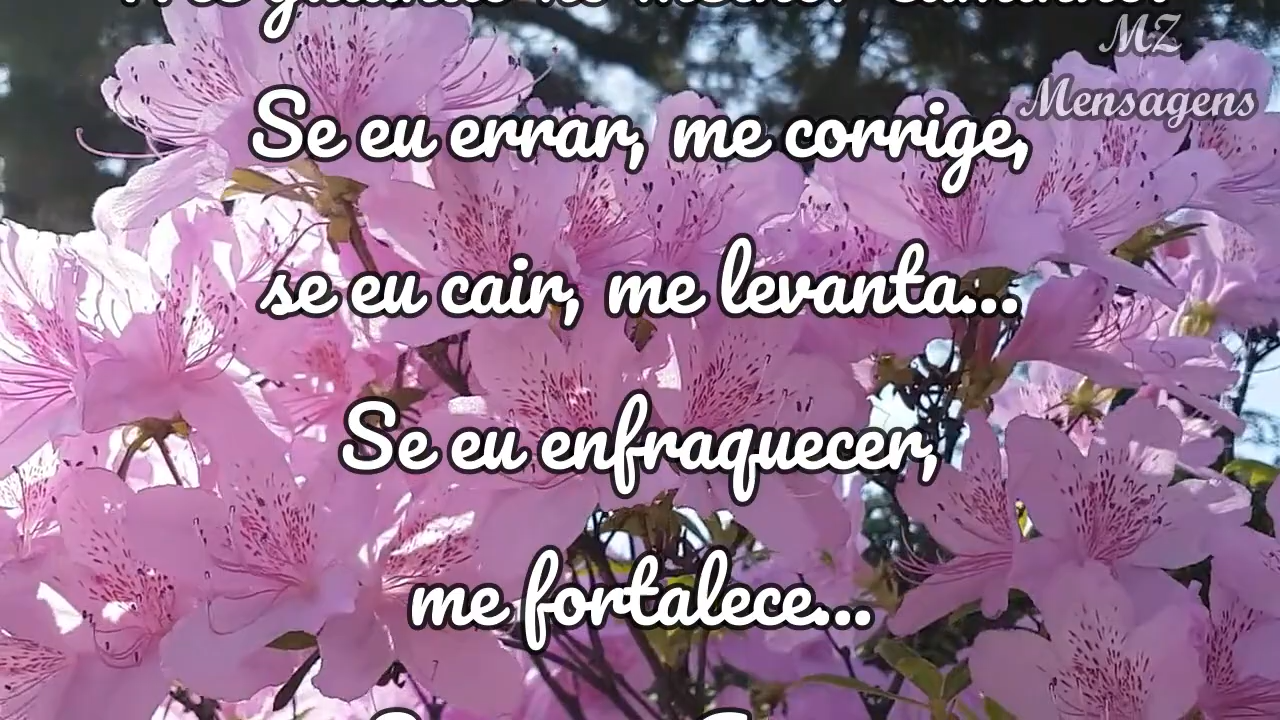 MZ
Mensagens
Se eu errar, me corrige,
se eu cair, me levanta...
Se eu enfraquecer,
me fortalece...